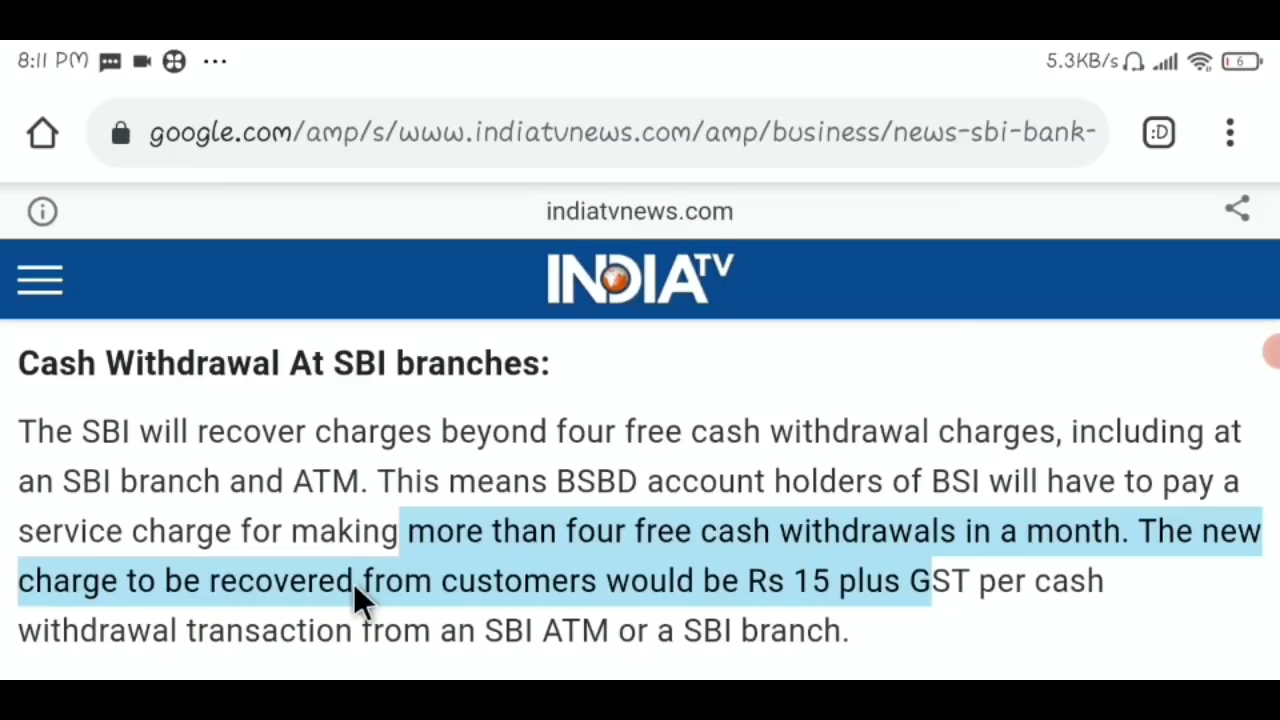 8:11 PM ... 5.3KB/s 6
google.com/amp/s/www.indiatvnews.com/amp/business/news-sbi-bank- :D
indiatvnews.com
INDIA TV
Cash Withdrawal At SBI branches:
The SBI will recover charges beyond four free cash withdrawal charges, including at
an SBI branch and ATM. This means BSBD account holders of BSI will have to pay a
service charge for making more than four free cash withdrawals in a month. The new
charge to be recovered from customers would be Rs 15 plus GST per cash
withdrawal transaction from an SBI ATM or a SBI branch.